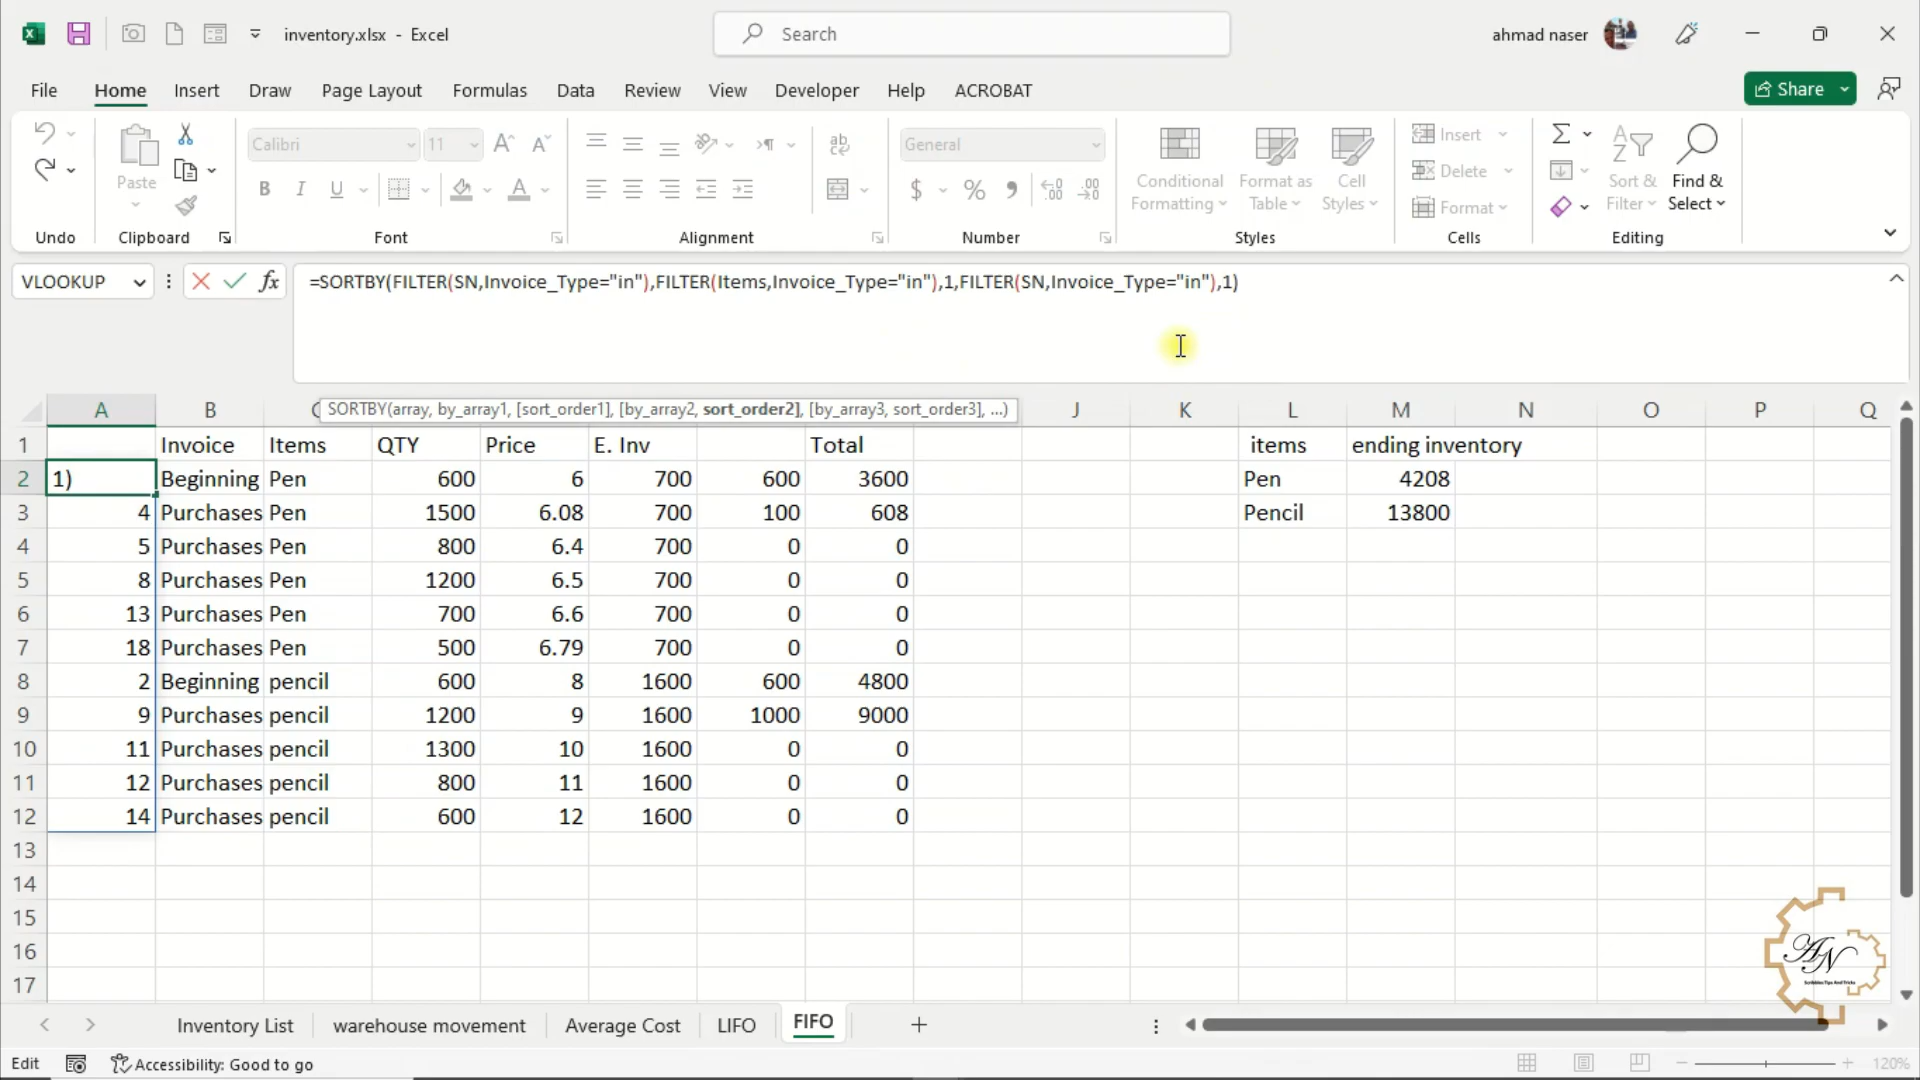 inventory.xlsx - Excel
Search
ahmad naser
File Home Insert Draw Page Layout Formulas Data Review View Developer Help ACROBAT
Share
Paste
Calibri 11
General
Conditional Formatting
Format as Table
Cell Styles
Insert
Delete
Format
Sort & Filter
Find & Select
Undo Clipboard Font Alignment Number Styles Cells Editing
VLOOKUP
=SORTBY(FILTER(SN,Invoice_Type="in"),FILTER(Items,Invoice_Type="in"),1,FILTER(SN,Invoice_Type="in"),1)
SORTBY(array, by_array1, [sort_order1], [by_array2, sort_order2], [by_array3, sort_order3], ...)
A B C J K L M N O P Q
1 Invoice Items QTY Price E. Inv Total items ending inventory
2 1) Beginning Pen 600 6 700 600 3600 Pen 4208
3 4 Purchases Pen 1500 6.08 700 100 608 Pencil 13800
4 5 Purchases Pen 800 6.4 700 0 0
5 8 Purchases Pen 1200 6.5 700 0 0
6 13 Purchases Pen 700 6.6 700 0 0
7 18 Purchases Pen 500 6.79 700 0 0
8 2 Beginning pencil 600 8 1600 600 4800
9 9 Purchases pencil 1200 9 1600 1000 9000
10 11 Purchases pencil 1300 10 1600 0 0
11 12 Purchases pencil 800 11 1600 0 0
12 14 Purchases pencil 600 12 1600 0 0
13
14
15
16
17
AN
Inventory List warehouse movement Average Cost LIFO FIFO
Edit Accessibility: Good to go 120%